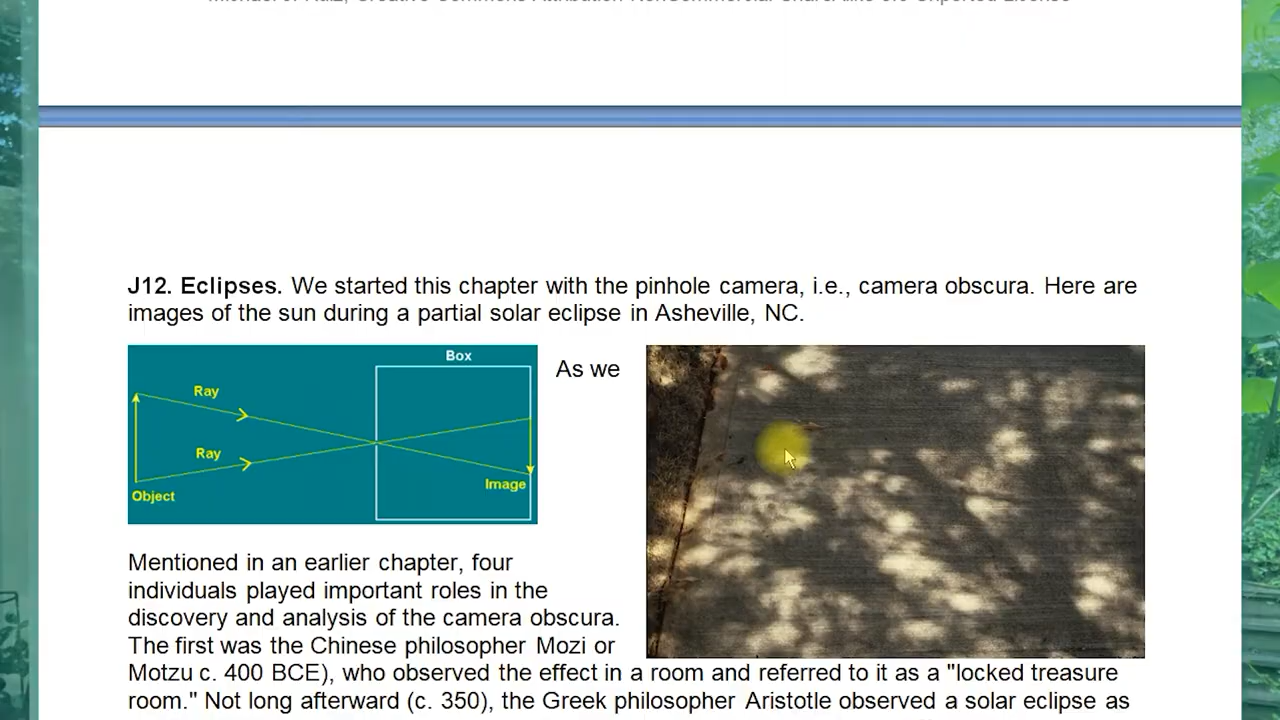 J12. Eclipses. We started this chapter with the pinhole camera, i.e., camera obscura. Here are
images of the sun during a partial solar eclipse in Asheville, NC.
Box
Ray
Ray
Object
Image
As we
Mentioned in an earlier chapter, four
individuals played important roles in the
discovery and analysis of the camera obscura.
The first was the Chinese philosopher Mozi or
Motzu c. 400 BCE), who observed the effect in a room and referred to it as a "locked treasure
room." Not long afterward (c. 350), the Greek philosopher Aristotle observed a solar eclipse as